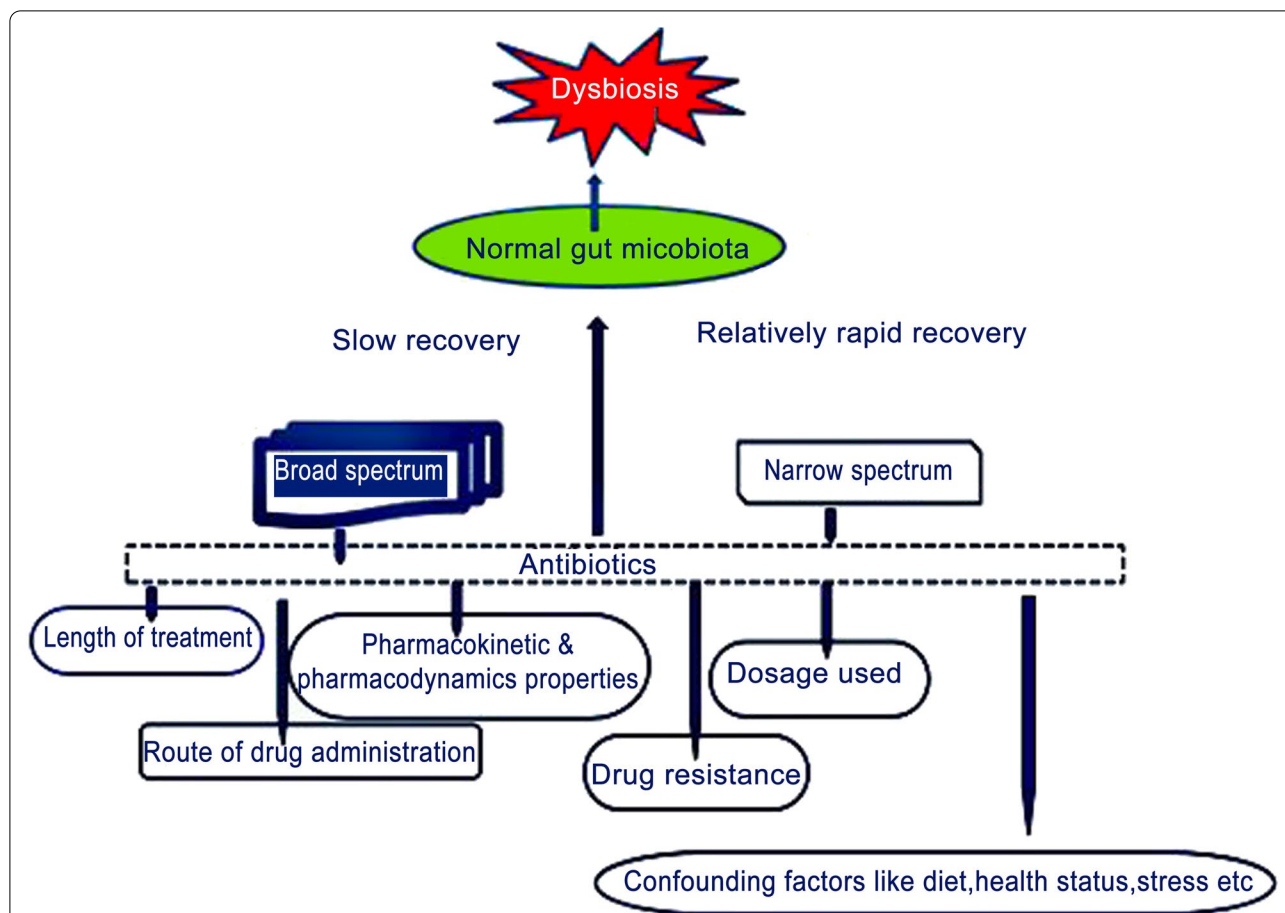 Dysbiosis
Normal gut micobiota
Slow recovery
Relatively rapid recovery
Broad spectrum
Narrow spectrum
Antibiotics
Length of treatment
Pharmacokinetic &
pharmacodynamics properties
Dosage used
Route of drug administration
Drug resistance
Confounding factors like diet,health status,stress etc